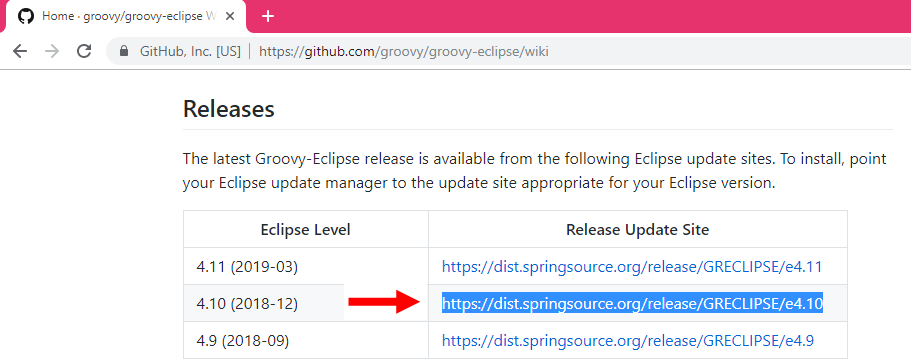 Home · groovy/groovy-eclipse W
GitHub, Inc. [US] https://github.com/groovy/groovy-eclipse/wiki
Releases
The latest Groovy-Eclipse release is available from the following Eclipse update sites. To install, point
your Eclipse update manager to the update site appropriate for your Eclipse version.
Eclipse Level Release Update Site
4.11 (2019-03) https://dist.springsource.org/release/GRECLIPSE/e4.11
4.10 (2018-12) https://dist.springsource.org/release/GRECLIPSE/e4.10
4.9 (2018-09) https://dist.springsource.org/release/GRECLIPSE/e4.9